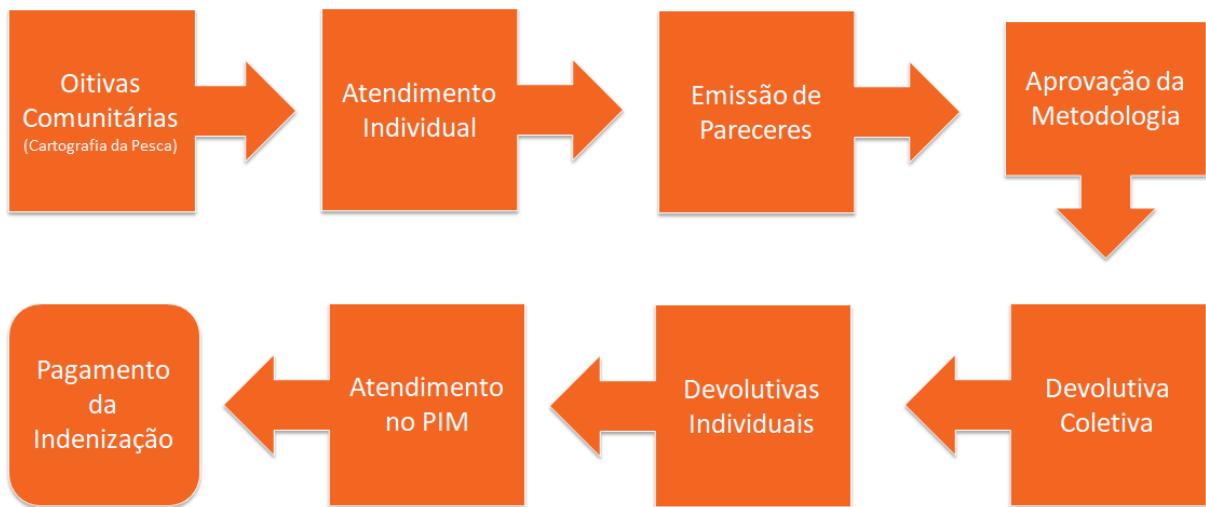 Oitivas
Comunitárias
(Cartografia da Pesca)
Atendimento
Individual
Emissão de
Pareceres
Aprovação da
Metodologia
Devolutiva
Coletiva
Devolutivas
Individuais
Atendimento
no PIM
Pagamento
da
Indenização